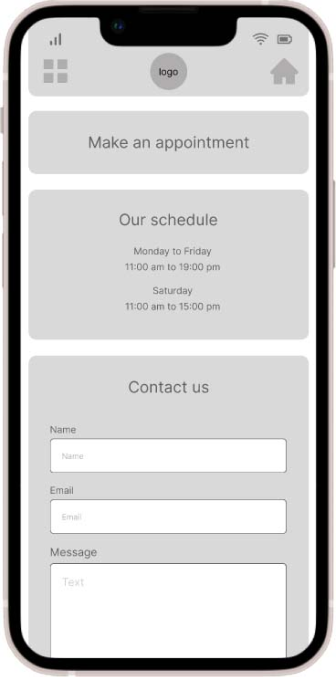 logo
Make an appointment
Our schedule
Monday to Friday
11:00 am to 19:00 pm
Saturday
11:00 am to 15:00 pm
Contact us
Name
Name
Email
Email
Message
Text